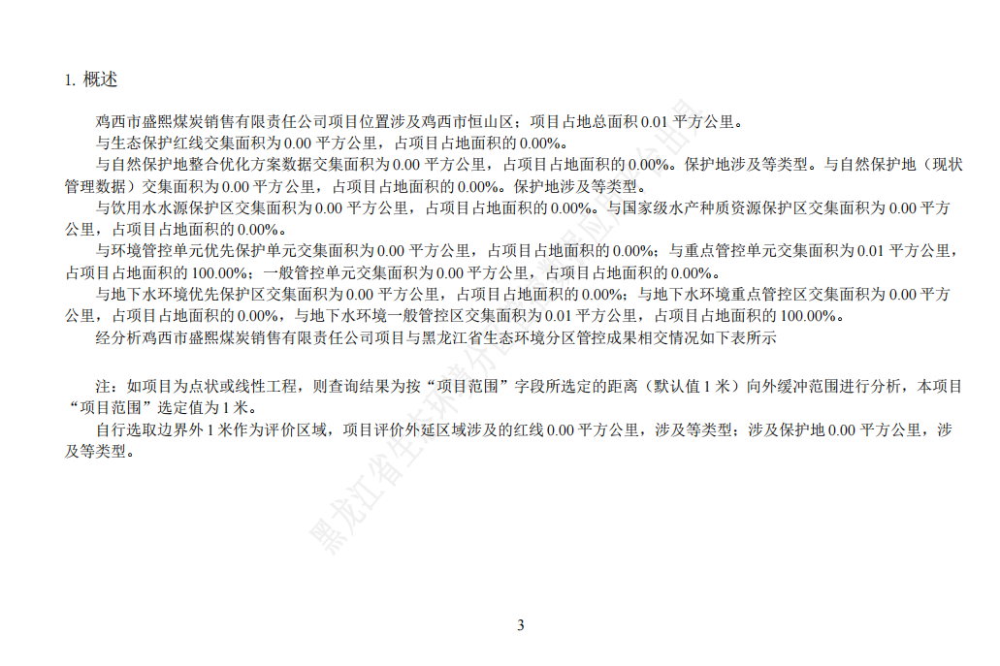 1. 概述
鸡西市盛熙煤炭销售有限责任公司项目位置涉及鸡西市恒山区；项目占地总面积 0.01 平方公里。
与生态保护红线交集面积为 0.00 平方公里，占项目占地面积的 0.00%。
与自然保护地整合优化方案数据交集面积为 0.00 平方公里，占项目占地面积的 0.00%。保护地涉及等类型。与自然保护地（现状
管理数据）交集面积为 0.00 平方公里，占项目占地面积的 0.00%。保护地涉及等类型。
与饮用水水源保护区交集面积为 0.00 平方公里，占项目占地面积的 0.00%。与国家级水产种质资源保护区交集面积为 0.00 平方
公里，占项目占地面积的 0.00%。
与环境管控单元优先保护单元交集面积为 0.00 平方公里，占项目占地面积的 0.00%；与重点管控单元交集面积为 0.01 平方公里，
占项目占地面积的 100.00%；一般管控单元交集面积为 0.00 平方公里，占项目占地面积的 0.00%。
与地下水环境优先保护区交集面积为 0.00 平方公里，占项目占地面积的 0.00%；与地下水环境重点管控区交集面积为 0.00 平方
公里，占项目占地面积的 0.00%，与地下水环境一般管控区交集面积为 0.01 平方公里，占项目占地面积的 100.00%。
经分析鸡西市盛熙煤炭销售有限责任公司项目与黑龙江省生态环境分区管控成果相交情况如下表所示
注：如项目为点状或线性工程，则查询结果为按“项目范围”字段所选定的距离（默认值 1 米）向外缓冲范围进行分析，本项目
“项目范围”选定值为 1 米。
自行选取边界外 1 米作为评价区域，项目评价外延区域涉及的红线 0.00 平方公里，涉及等类型；涉及保护地 0.00 平方公里，涉
及等类型。
黑龙江省生态环境分区管控数据应用平台出具
3